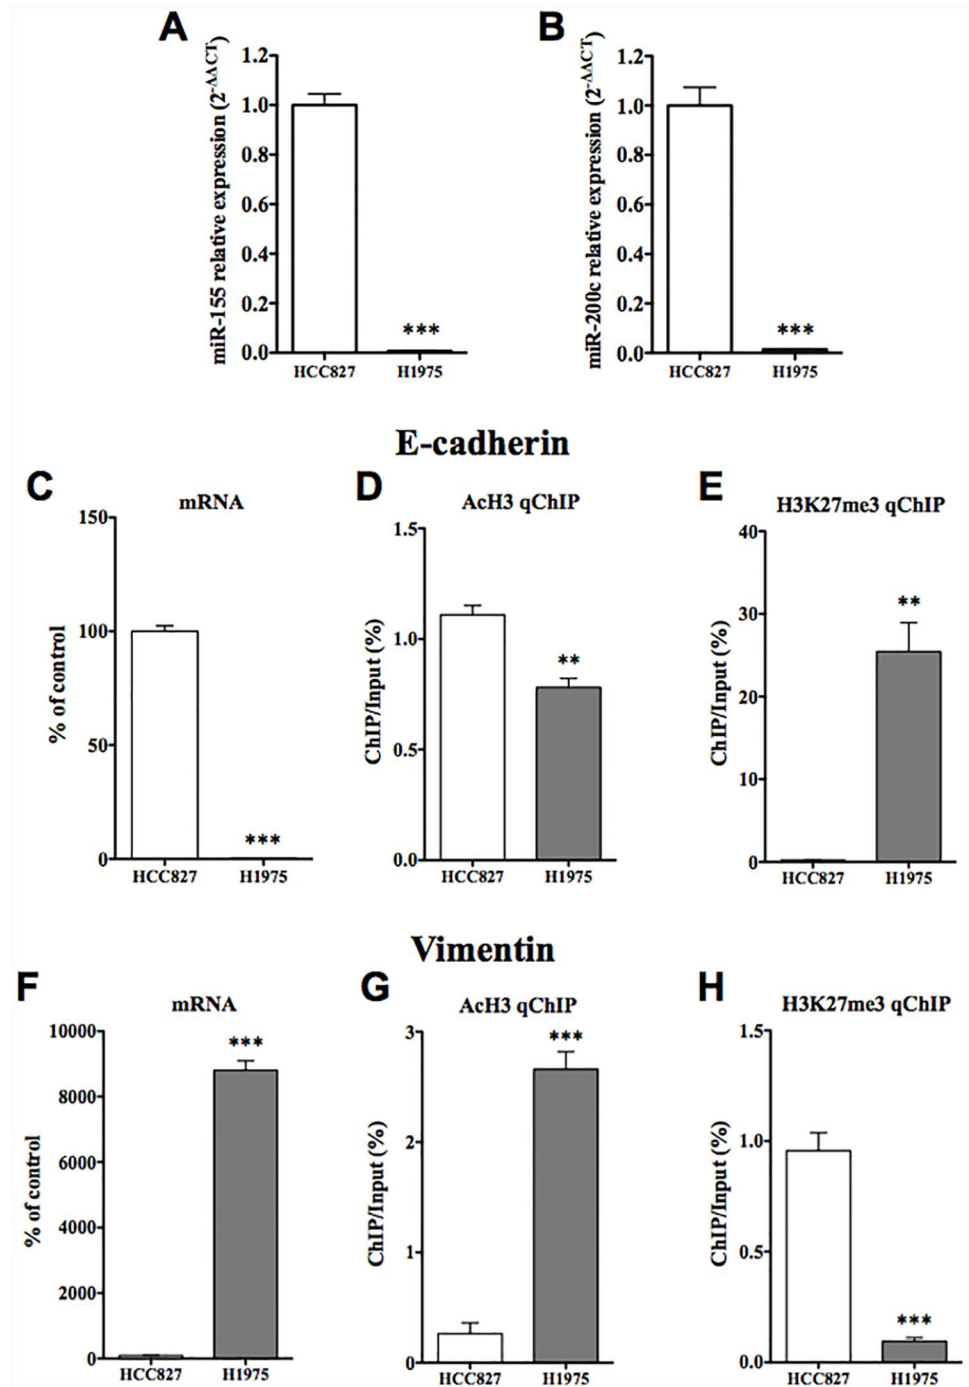 A
miR-155 relative expression (2-ΔΔCT)
1.2
1.0
0.8
0.6
0.4
0.2
0.0
***
HCC827 H1975
B
miR-200c relative expression (2-ΔΔCT)
1.2
1.0
0.8
0.6
0.4
0.2
0.0
***
HCC827 H1975
E-cadherin
C
mRNA
% of control
150
100
50
0
***
HCC827 H1975
D
AcH3 qChIP
ChIP/Input (%)
1.5
1.0
0.5
0.0
**
HCC827 H1975
E
H3K27me3 qChIP
ChIP/Input (%)
40
30
20
10
0
**
HCC827 H1975
Vimentin
F
mRNA
% of control
10000
8000
6000
4000
2000
0
***
HCC827 H1975
G
AcH3 qChIP
ChIP/Input (%)
3
2
1
0
***
HCC827 H1975
H
H3K27me3 qChIP
ChIP/Input (%)
1.5
1.0
0.5
0.0
***
HCC827 H1975